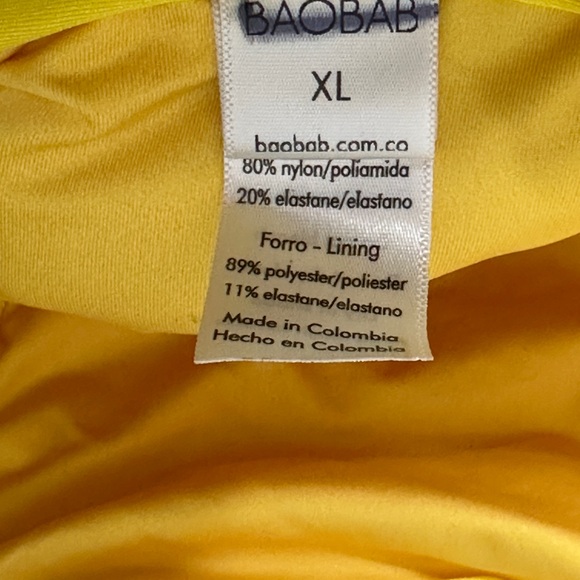 BAOBAB
XL
baobab.com.co
80% nylon/poliamida
20% elastane/elastano
Forro - Lining
89% polyester/poliester
11% elastane/elastano
Made in Colombia
Hecho en Colombia